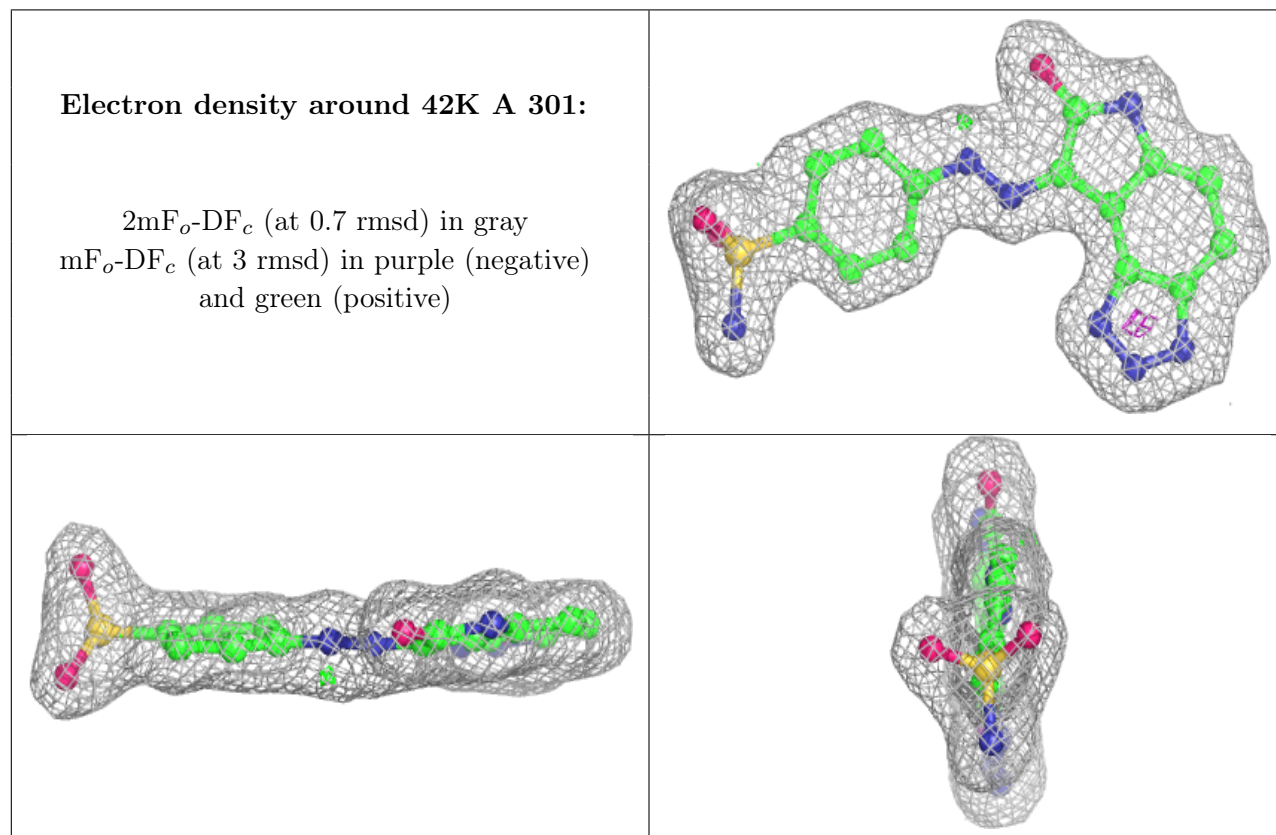 Electron density around 42K A 301:
2mFo-DFc (at 0.7 rmsd) in gray
mFo-DFc (at 3 rmsd) in purple (negative)
and green (positive)